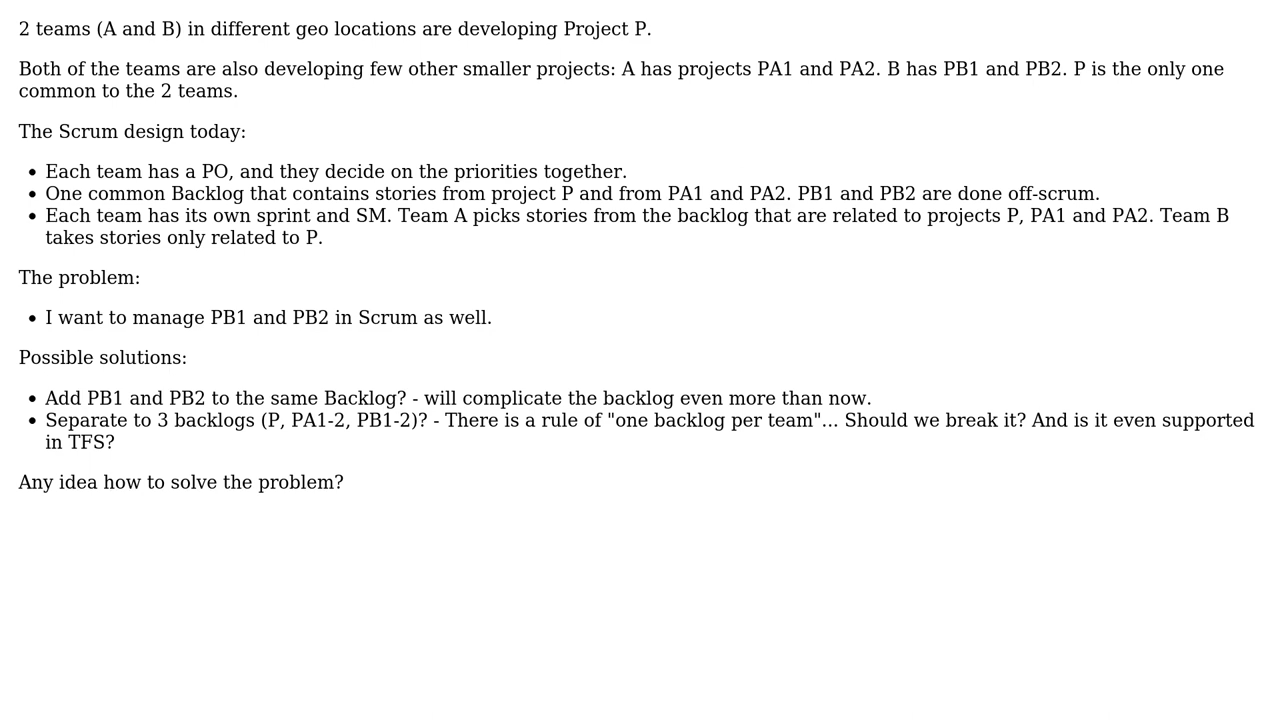 2 teams (A and B) in different geo locations are developing Project P.
Both of the teams are also developing few other smaller projects: A has projects PA1 and PA2. B has PB1 and PB2. P is the only one
common to the 2 teams.
The Scrum design today:
• Each team has a PO, and they decide on the priorities together.
• One common Backlog that contains stories from project P and from PA1 and PA2. PB1 and PB2 are done off-scrum.
• Each team has its own sprint and SM. Team A picks stories from the backlog that are related to projects P, PA1 and PA2. Team B
takes stories only related to P.
The problem:
• I want to manage PB1 and PB2 in Scrum as well.
Possible solutions:
• Add PB1 and PB2 to the same Backlog? - will complicate the backlog even more than now.
• Separate to 3 backlogs (P, PA1-2, PB1-2)? - There is a rule of "one backlog per team"... Should we break it? And is it even supported
in TFS?
Any idea how to solve the problem?